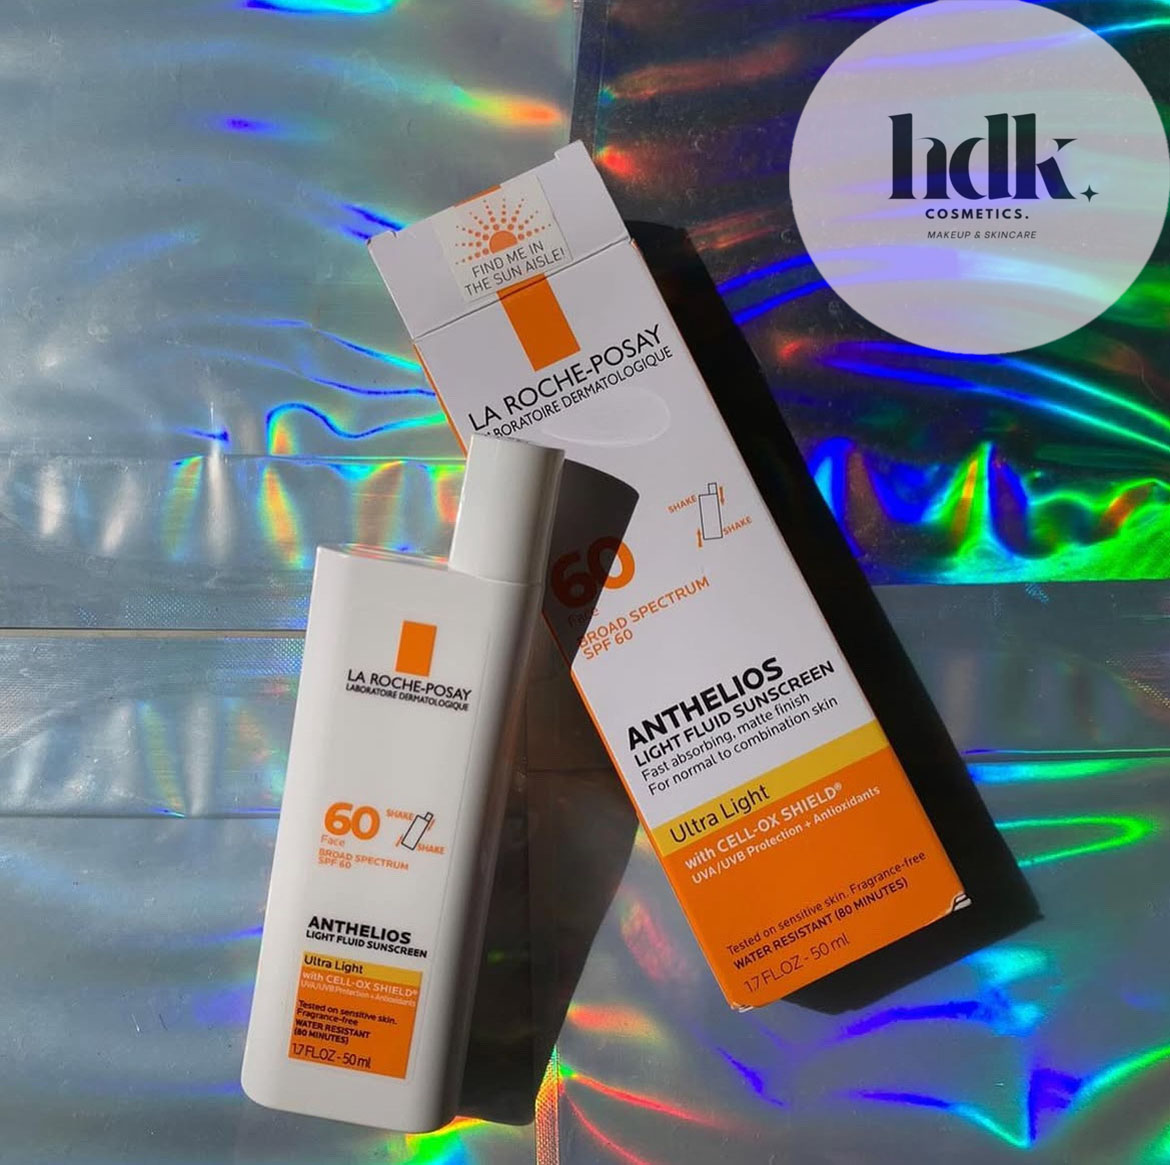 hdk.
COSMETICS.
MAKEUP & SKINCARE
FIND ME IN
THE SUN AISLE!
LA ROCHE-POSAY
LABORATOIRE DERMATOLOGIQUE
SHAKE
SHAKE
60
Face
BROAD SPECTRUM
SPF 60
ANTHELIOS
LIGHT FLUID SUNSCREEN
Fast absorbing, matte finish
For normal to combination skin
Ultra Light
with CELL-OX SHIELD®
UVA/UVB Protection + Antioxidants
Tested on sensitive skin. Fragrance-free
WATER RESISTANT (80 MINUTES)
1.7 FL.OZ - 50 ml
LA ROCHE-POSAY
LABORATOIRE DERMATOLOGIQUE
60
Face
SHAKE
SHAKE
BROAD SPECTRUM
SPF 60
ANTHELIOS
LIGHT FLUID SUNSCREEN
Ultra Light
with CELL-OX SHIELD®
UVA/UVB Protection + Antioxidants
Tested on sensitive skin.
Fragrance-free
WATER RESISTANT
(80 MINUTES)
1.7 FL.OZ - 50 ml